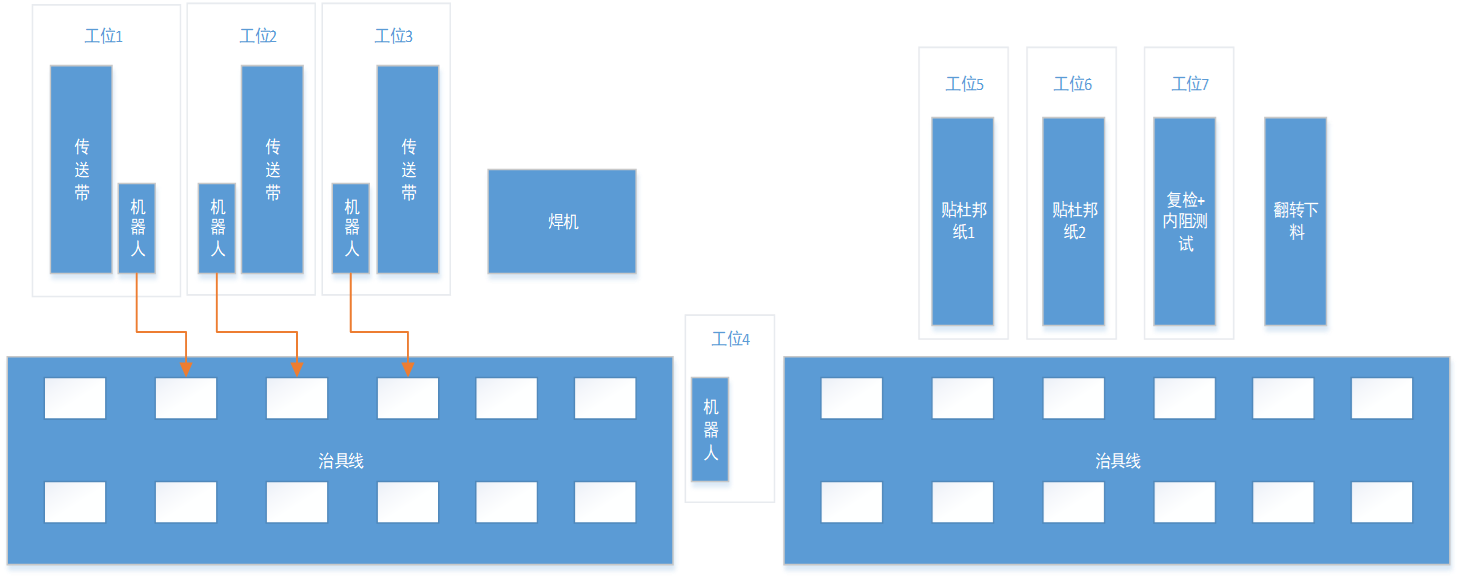 工位1
传
送
带
机
器
人
工位2
机
器
人
传
送
带
工位3
机
器
人
传
送
带
焊机
工位4
机
器
人
工位5
贴杜邦
纸1
工位6
贴杜邦
纸2
工位7
复检+
内阻测
试
翻转下
料
治具线
治具线